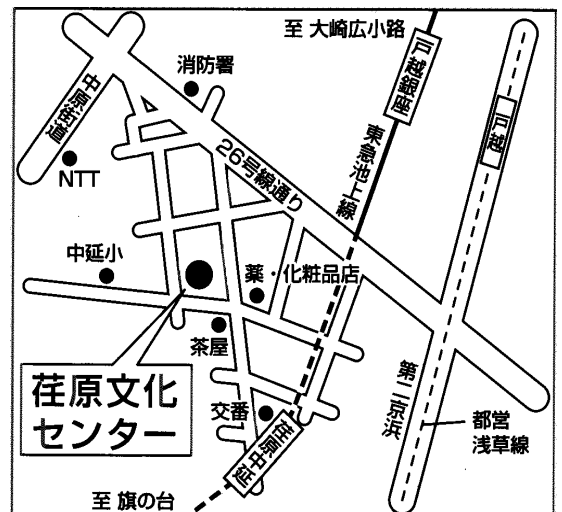 至 大崎広小路
戸越銀座
消防署
中原街道
戸越
東急池上線
26号線通り
NTT
中延小
薬・化粧品店
茶屋
荏原文化
センター
交番
第二京浜
都営
浅草線
荏原中延
至 旗の台